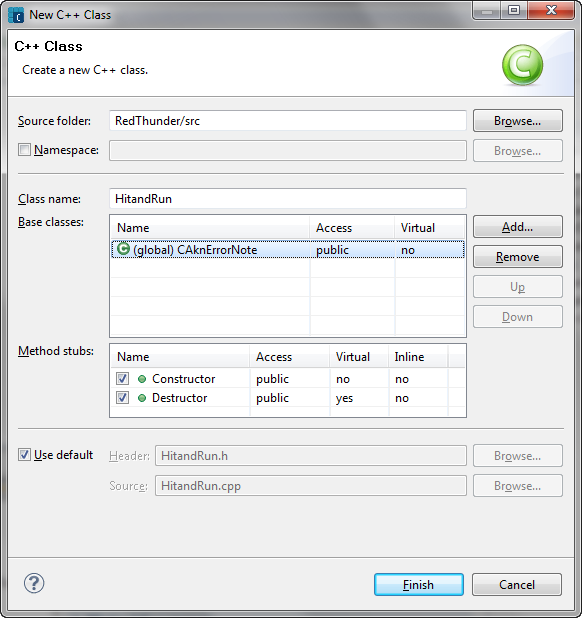 New C++ Class
C++ Class
Create a new C++ class.
C
Source folder: RedThunder/src Browse...
Namespace: Browse...
Class name: HitandRun
Base classes: Name Access Virtual Add...
C (global) CAknErrorNote public no
Remove
Up
Down
Method stubs: Name Access Virtual Inline
Constructor public no no
Destructor public yes no
Use default Header: HitandRun.h Browse...
Source: HitandRun.cpp Browse...
? Finish Cancel